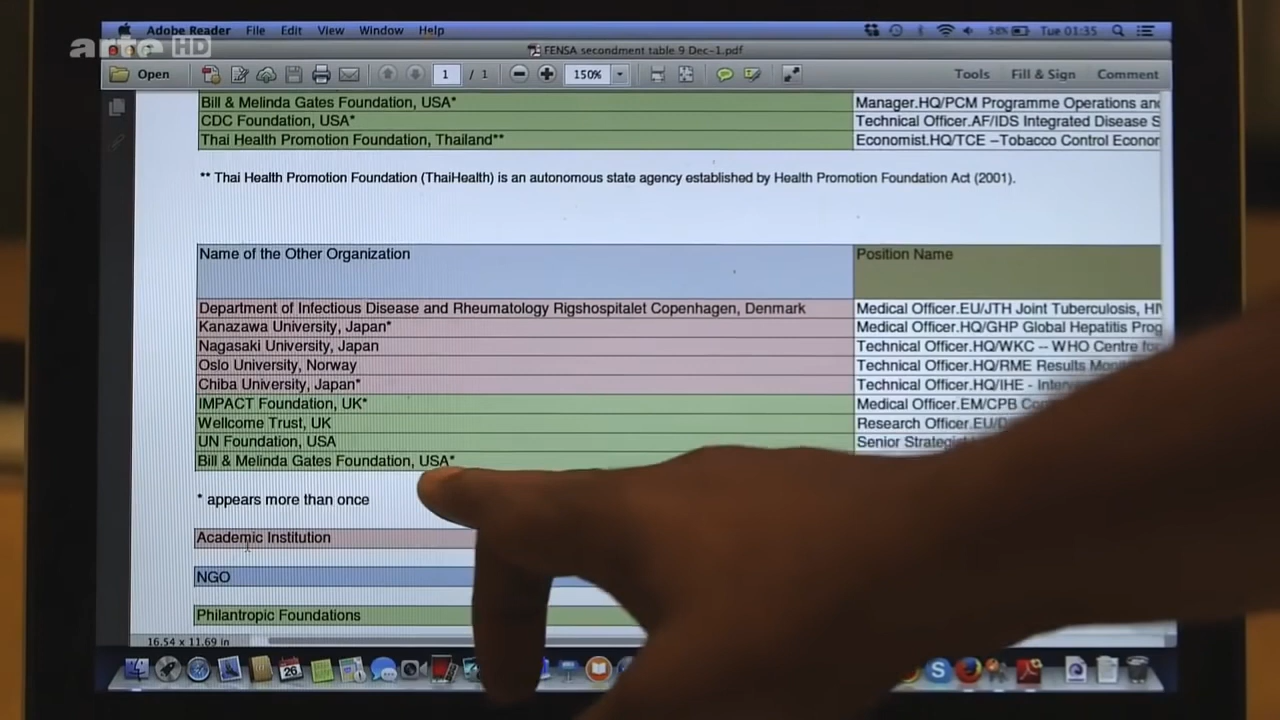 arte HD
Adobe Reader File Edit View Window Help 58% Tue 01:35
FENSA secondment table 9 Dec-1.pdf
Open 1 / 1 150% Tools Fill & Sign Comment
Bill & Melinda Gates Foundation, USA* Manager.HQ/PCM Programme Operations and
CDC Foundation, USA* Technical Officer.AF/IDS Integrated Disease S
Thai Health Promotion Foundation, Thailand** Economist.HQ/TCE –Tobacco Control Econor
** Thai Health Promotion Foundation (ThaiHealth) is an autonomous state agency established by Health Promotion Foundation Act (2001).
Name of the Other Organization Position Name
Department of Infectious Disease and Rheumatology Rigshospitalet Copenhagen, Denmark Medical Officer.EU/JTH Joint Tuberculosis, HIV
Kanazawa University, Japan* Medical Officer.HQ/GHP Global Hepatitis Prog
Nagasaki University, Japan Technical Officer.HQ/WKC -- WHO Centre for
Oslo University, Norway Technical Officer.HQ/RME Results Monit
Chiba University, Japan* Technical Officer.HQ/IHE - Interv
IMPACT Foundation, UK* Medical Officer.EM/CPB
Wellcome Trust, UK Research Officer.EU/D
UN Foundation, USA Senior Strategist
Bill & Melinda Gates Foundation, USA*
* appears more than once
Academic Institution
NGO
Philantropic Foundations
16.54 x 11.69 in
26